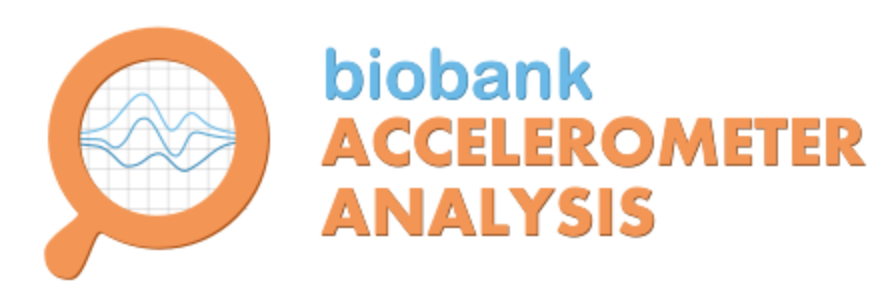 biobank
ACCELEROMETER
ANALYSIS